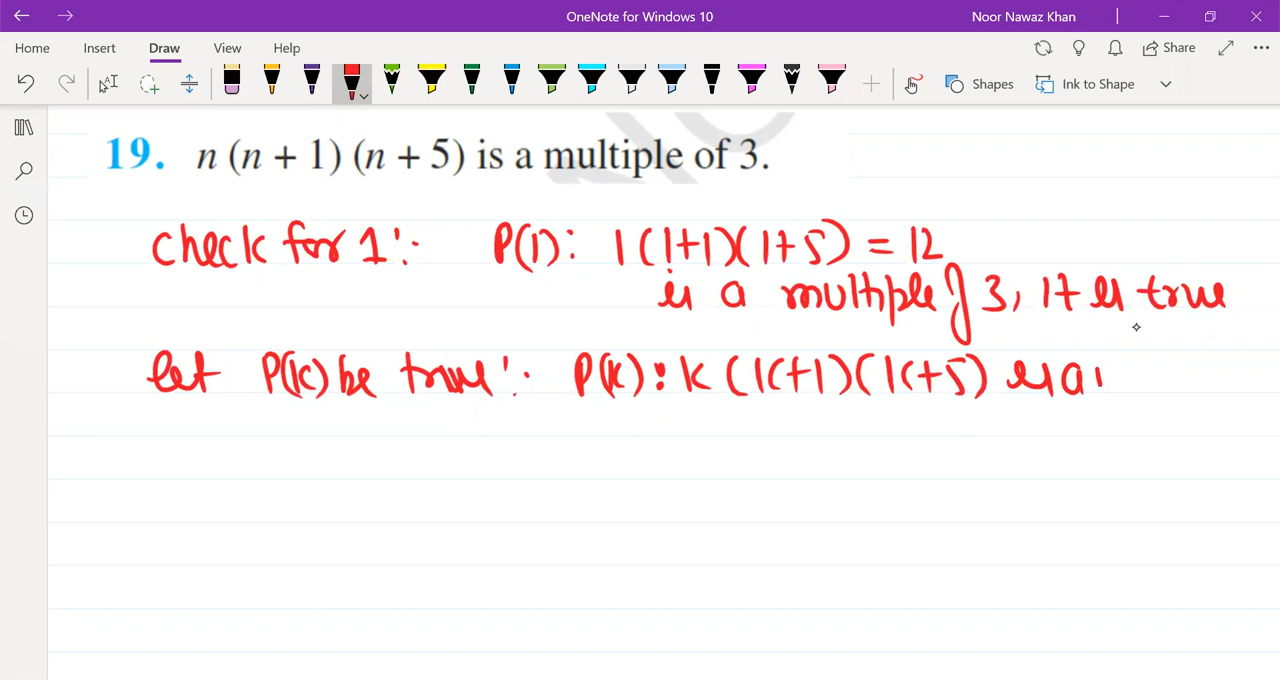 OneNote for Windows 10
Noor Nawaz Khan
Home Insert Draw View Help
Share
Shapes
Ink to Shape
19. n (n + 1) (n + 5) is a multiple of 3.
Check for 1 :- P(1): 1(1+1)(1+5) = 12
is a multiple of 3, It is true
let P(k) be true :- P(k): k(k+1)(k+5) is a